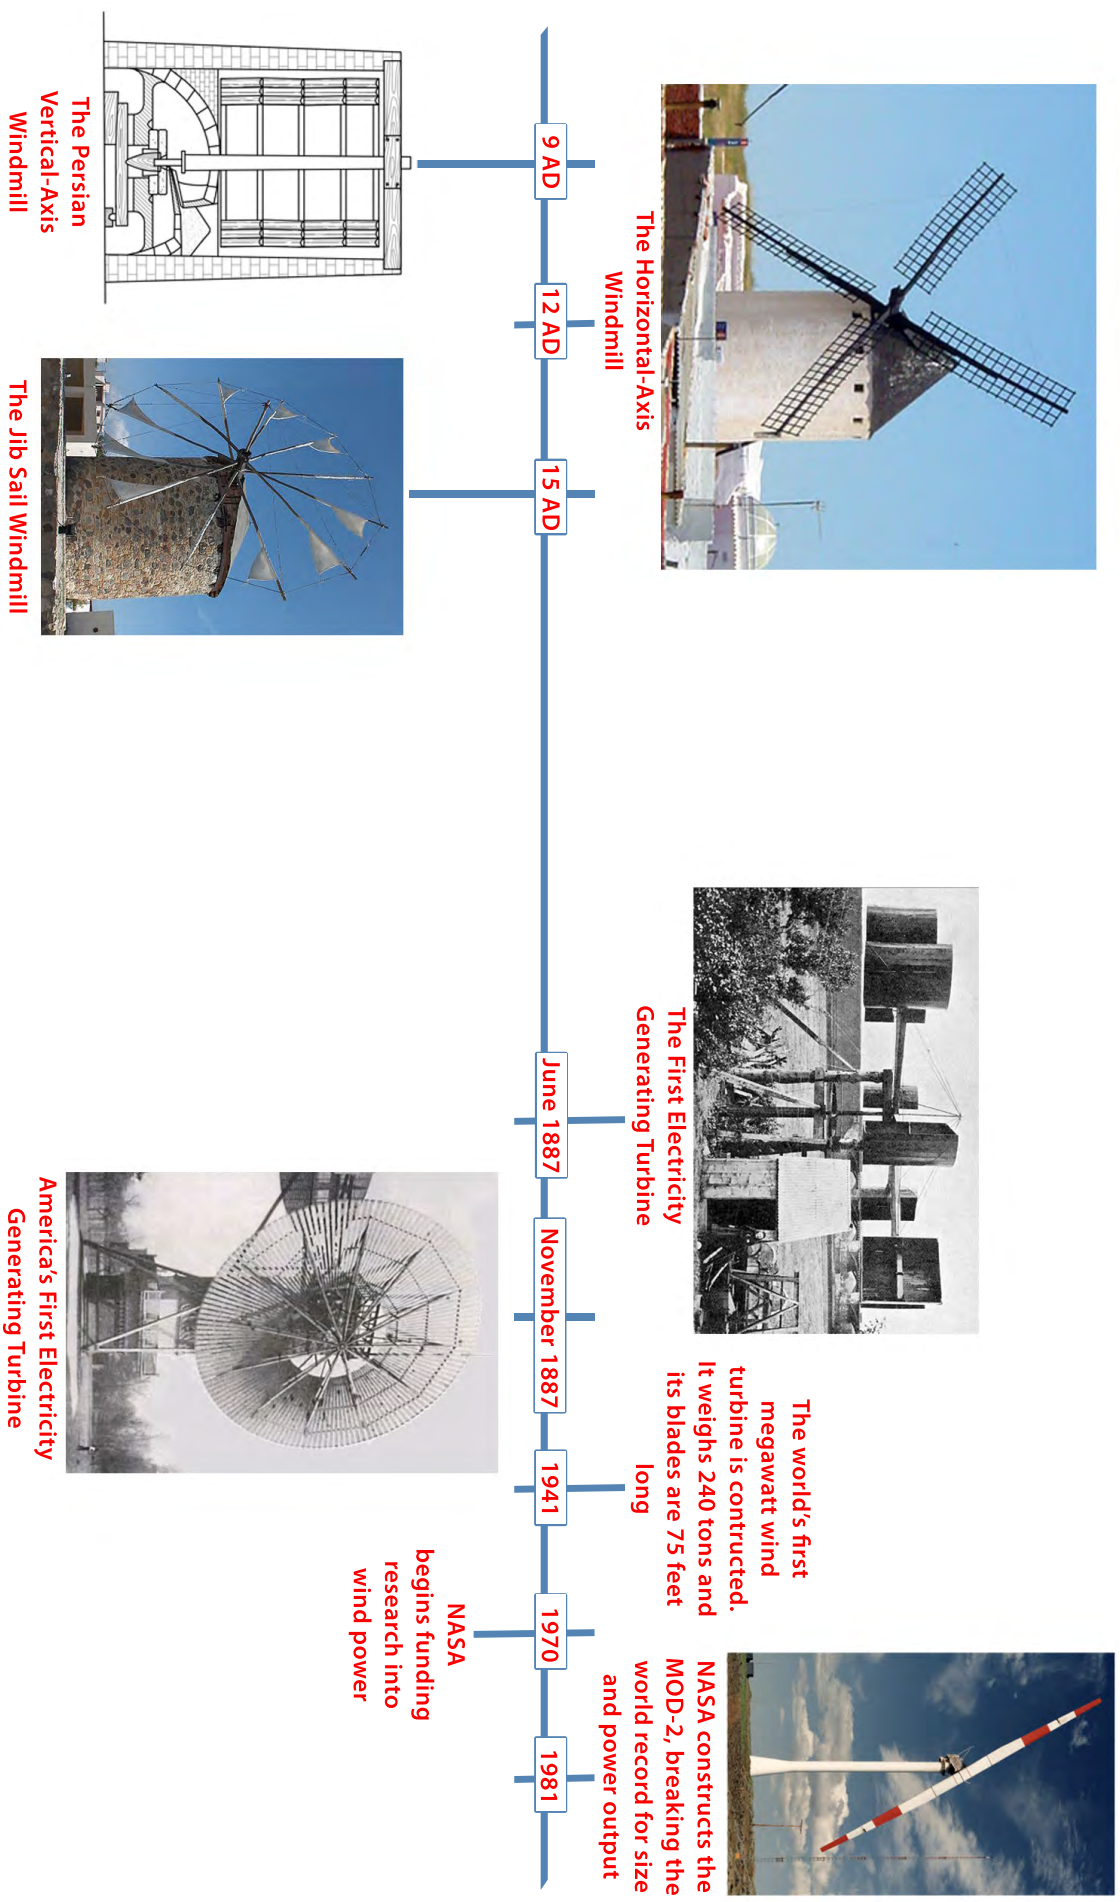 The Horizontal-Axis
Windmill
The First Electricity
Generating Turbine
The world's first
megawatt wind
turbine is contructed.
It weighs 240 tons and
its blades are 75 feet
long
NASA constructs the
MOD-2, breaking the
world record for size
and power output
9 AD
12 AD
15 AD
June 1887
November 1887
1941
1970
1981
The Persian
Vertical-Axis
Windmill
The Jib Sail Windmill
America's First Electricity
Generating Turbine
NASA
begins funding
research into
wind power